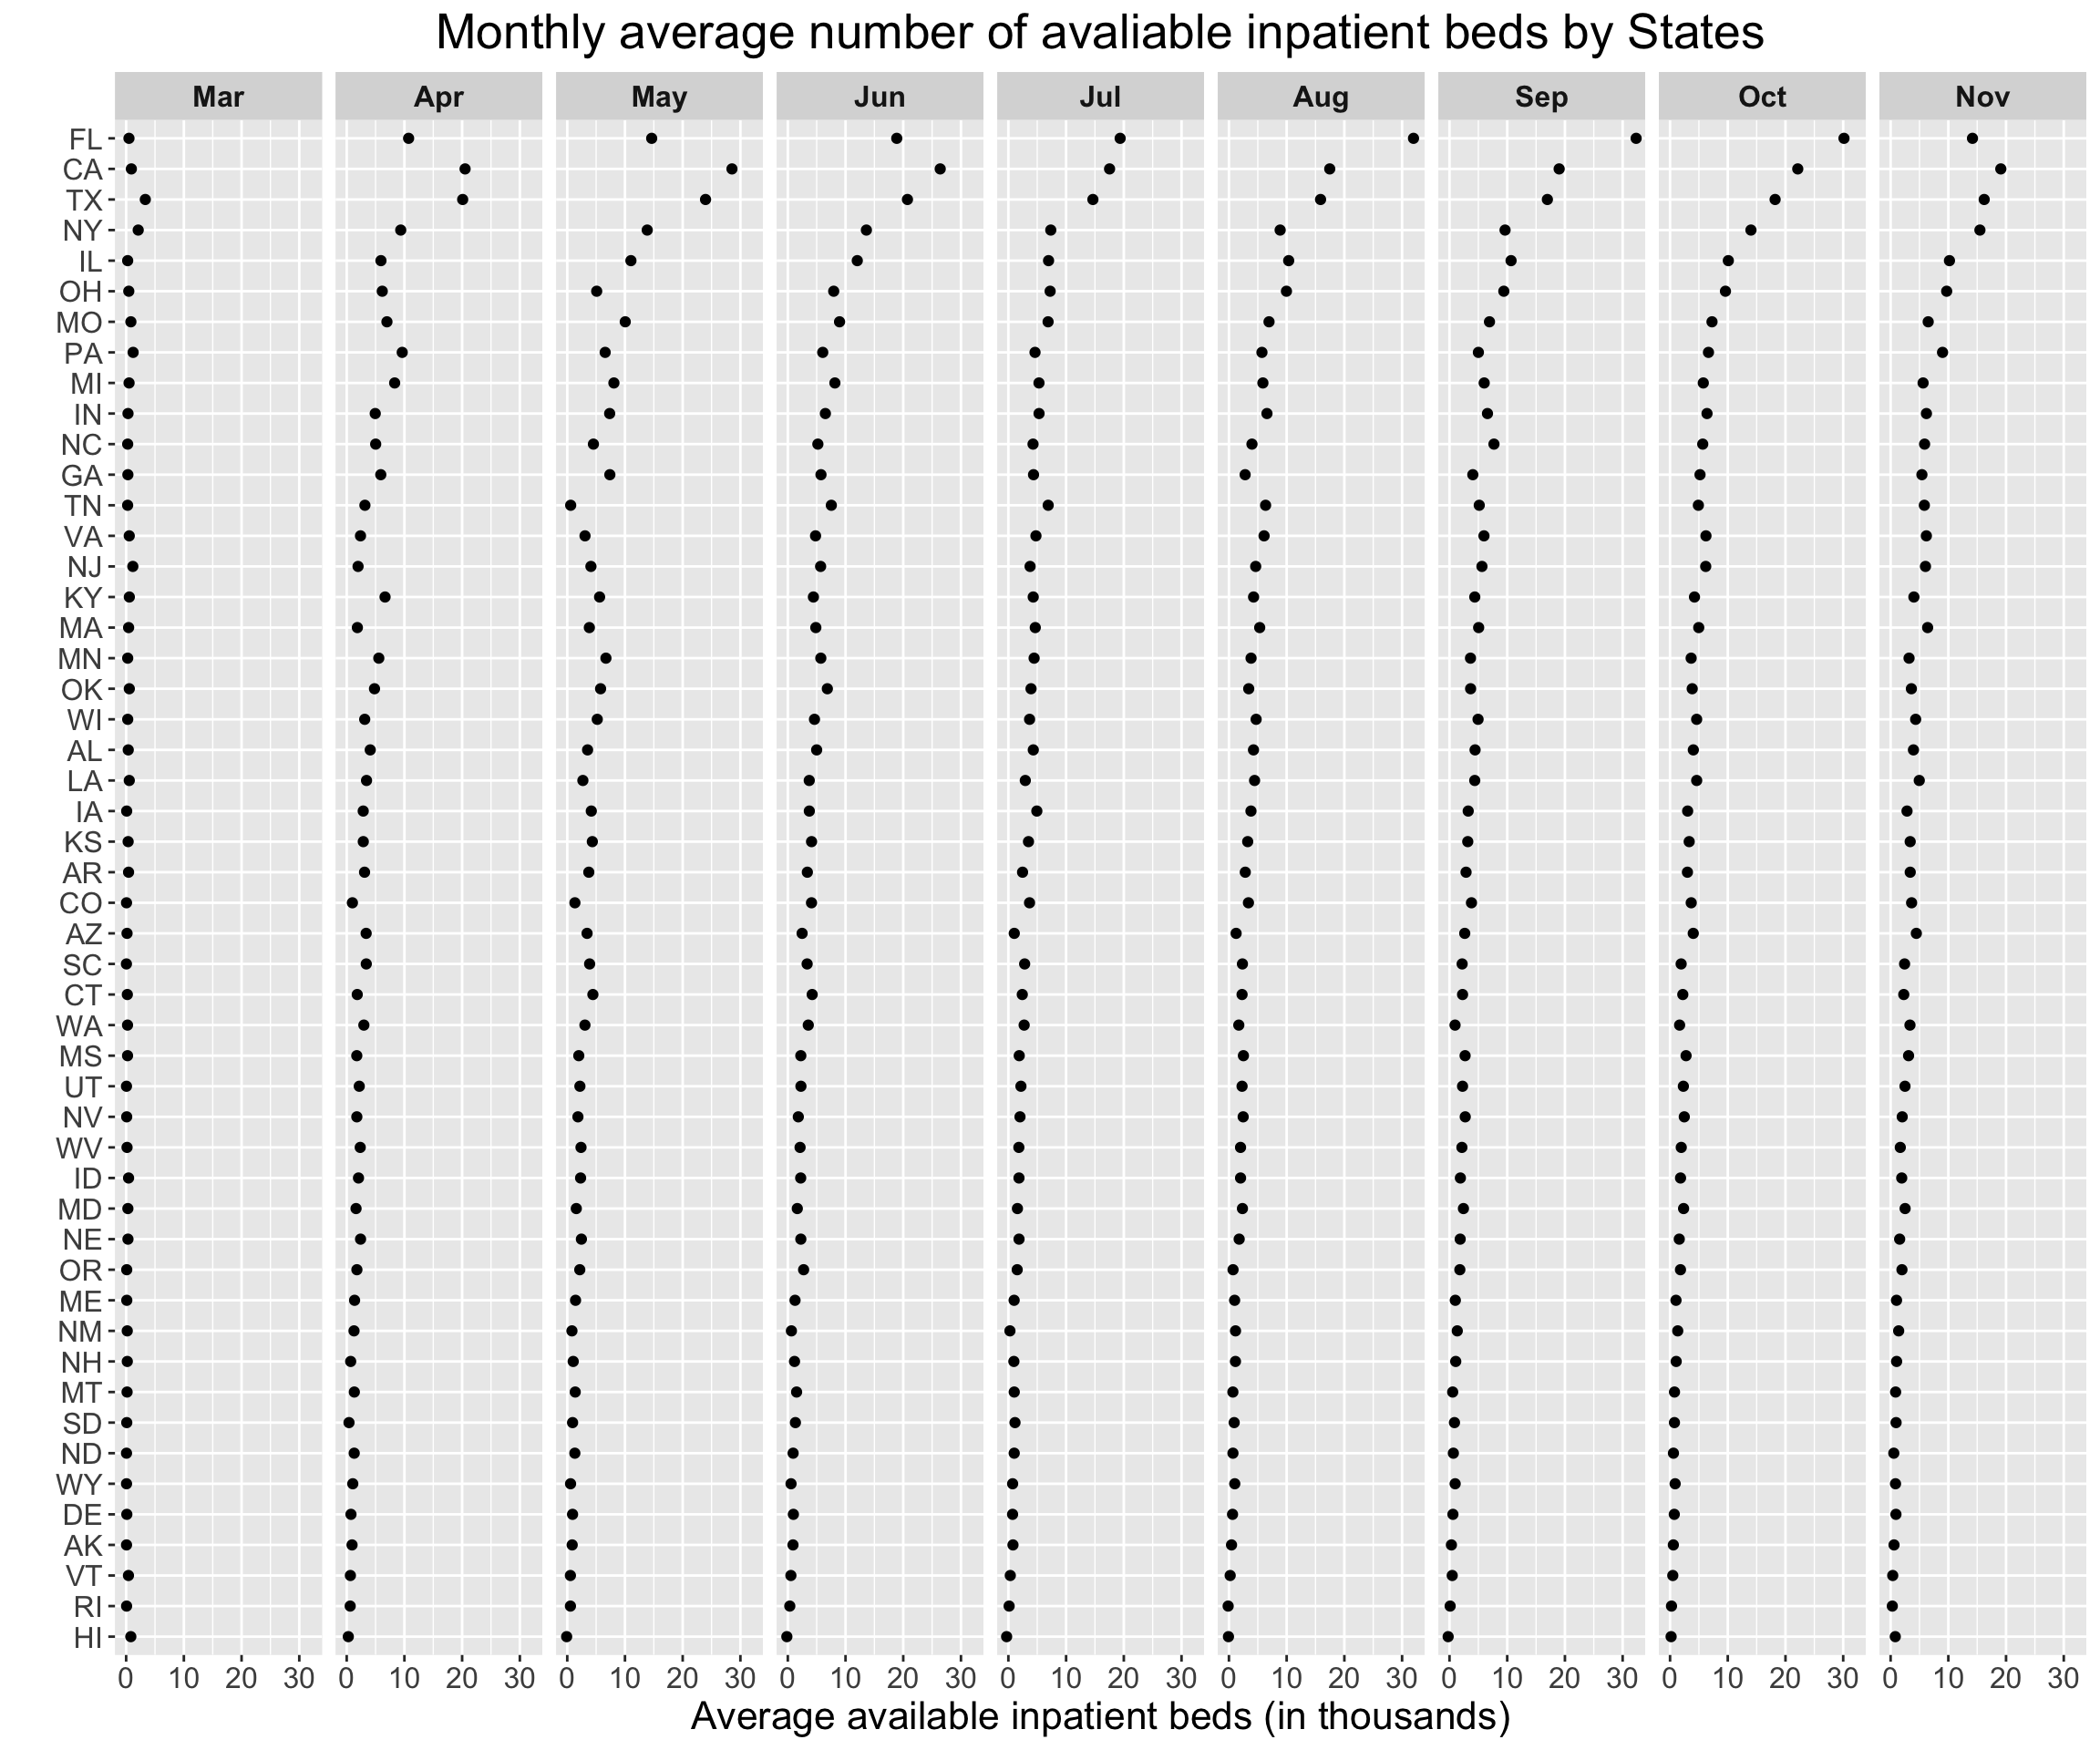 Monthly average number of avaliable inpatient beds by States
Mar Apr May Jun Jul Aug Sep Oct Nov
FL
CA
TX
NY
IL
OH
MO
PA
MI
IN
NC
GA
TN
VA
NJ
KY
MA
MN
OK
WI
AL
LA
IA
KS
AR
CO
AZ
SC
CT
WA
MS
UT
NV
WV
ID
MD
NE
OR
ME
NM
NH
MT
SD
ND
WY
DE
AK
VT
RI
HI
0 10 20 30 0 10 20 30 0 10 20 30 0 10 20 30 0 10 20 30 0 10 20 30 0 10 20 30 0 10 20 30 0 10 20 30
Average available inpatient beds (in thousands)